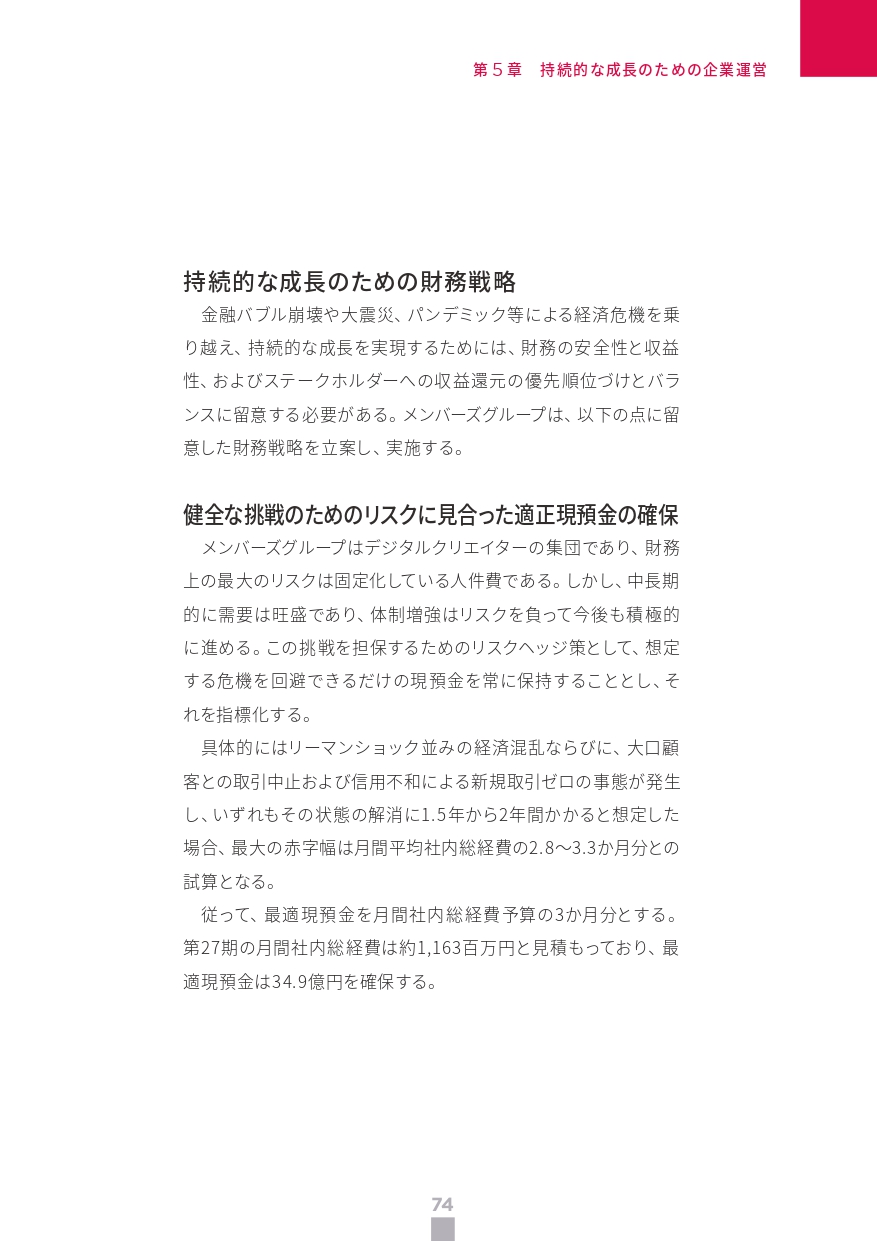 第５章　持続的な成長のための企業運営
持続的な成長のための財務戦略
　金融バブル崩壊や大震災、パンデミック等による経済危機を乗
り越え、持続的な成長を実現するためには、財務の安全性と収益
性、およびステークホルダーへの収益還元の優先順位づけとバラ
ンスに留意する必要がある。メンバーズグループは、以下の点に留
意した財務戦略を立案し、実施する。
健全な挑戦のためのリスクに見合った適正現預金の確保
　メンバーズグループはデジタルクリエイターの集団であり、財務
上の最大のリスクは固定化している人件費である。しかし、中長期
的に需要は旺盛であり、体制増強はリスクを負って今後も積極的
に進める。この挑戦を担保するためのリスクヘッジ策として、想定
する危機を回避できるだけの現預金を常に保持することとし、そ
れを指標化する。
　具体的にはリーマンショック並みの経済混乱ならびに、大口顧
客との取引中止および信用不和による新規取引ゼロの事態が発生
し、いずれもその状態の解消に1.5年から2年間かかると想定した
場合、最大の赤字幅は月間平均社内総経費の2.8〜3.3か月分との
試算となる。
　従って、最適現預金を月間社内総経費予算の3か月分とする。
第27期の月間社内総経費は約1,163百万円と見積もっており、最
適現預金は34.9億円を確保する。
74